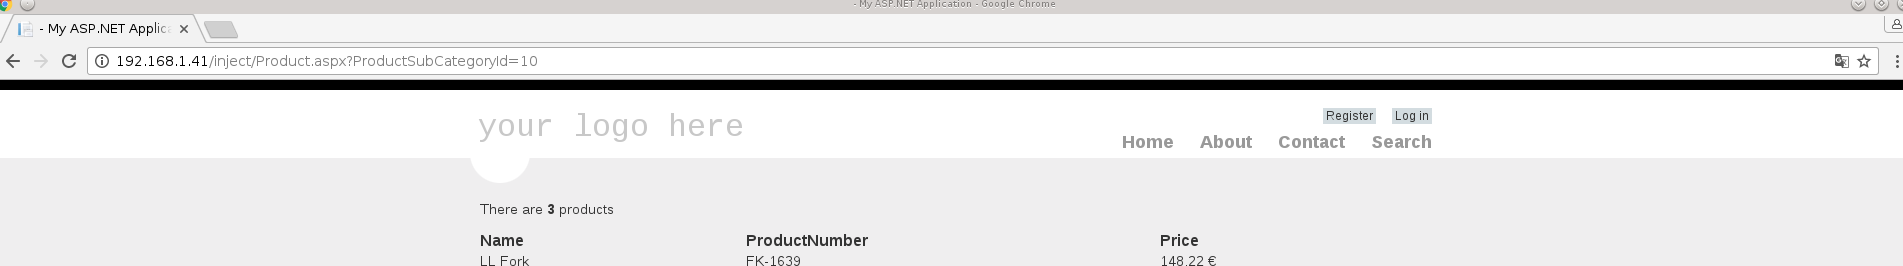 - My ASP.NET Application - Google Chrome
- My ASP.NET Applica
192.168.1.41/inject/Product.aspx?ProductSubCategoryId=10
your logo here
Register Log in
Home About Contact Search
There are 3 products
Name ProductNumber Price
LL Fork FK-1639 148.22 €